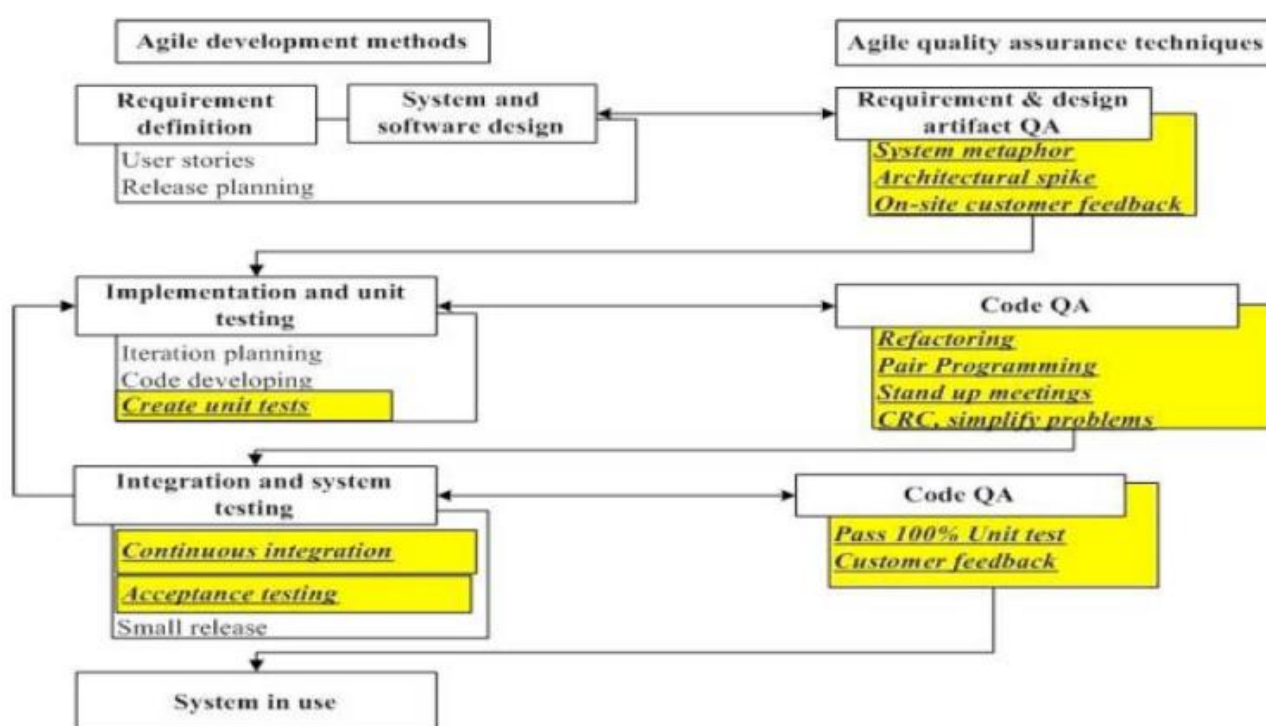 Agile development methods
Agile quality assurance techniques
Requirement
definition
System and
software design
Requirement & design
artifact QA
User stories
Release planning
System metaphor
Architectural spike
On-site customer feedback
Implementation and unit
testing
Code QA
Iteration planning
Code developing
Create unit tests
Refactoring
Pair Programming
Stand up meetings
CRC, simplify problems
Integration and system
testing
Code QA
Continuous integration
Acceptance testing
Small release
Pass 100% Unit test
Customer feedback
System in use